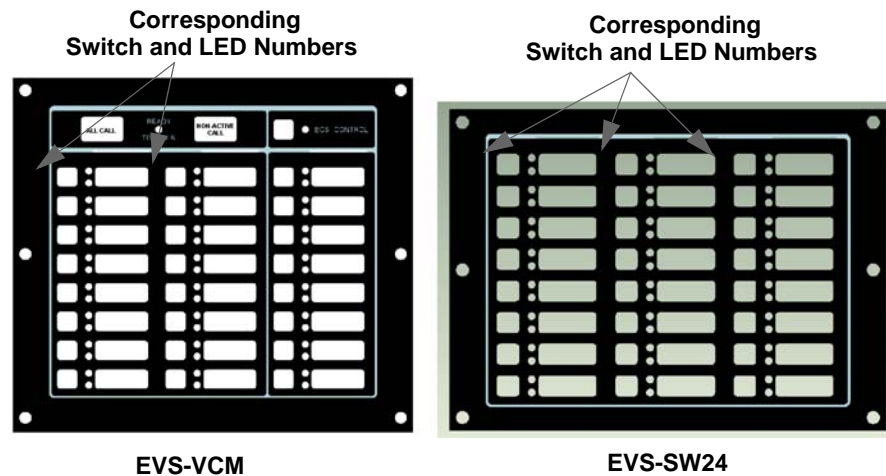 Corresponding
Switch and LED Numbers
Corresponding
Switch and LED Numbers
ALL CALL
READY
NON-ACTIVE
CALL
ECS CONTROL
EVS-VCM
EVS-SW24